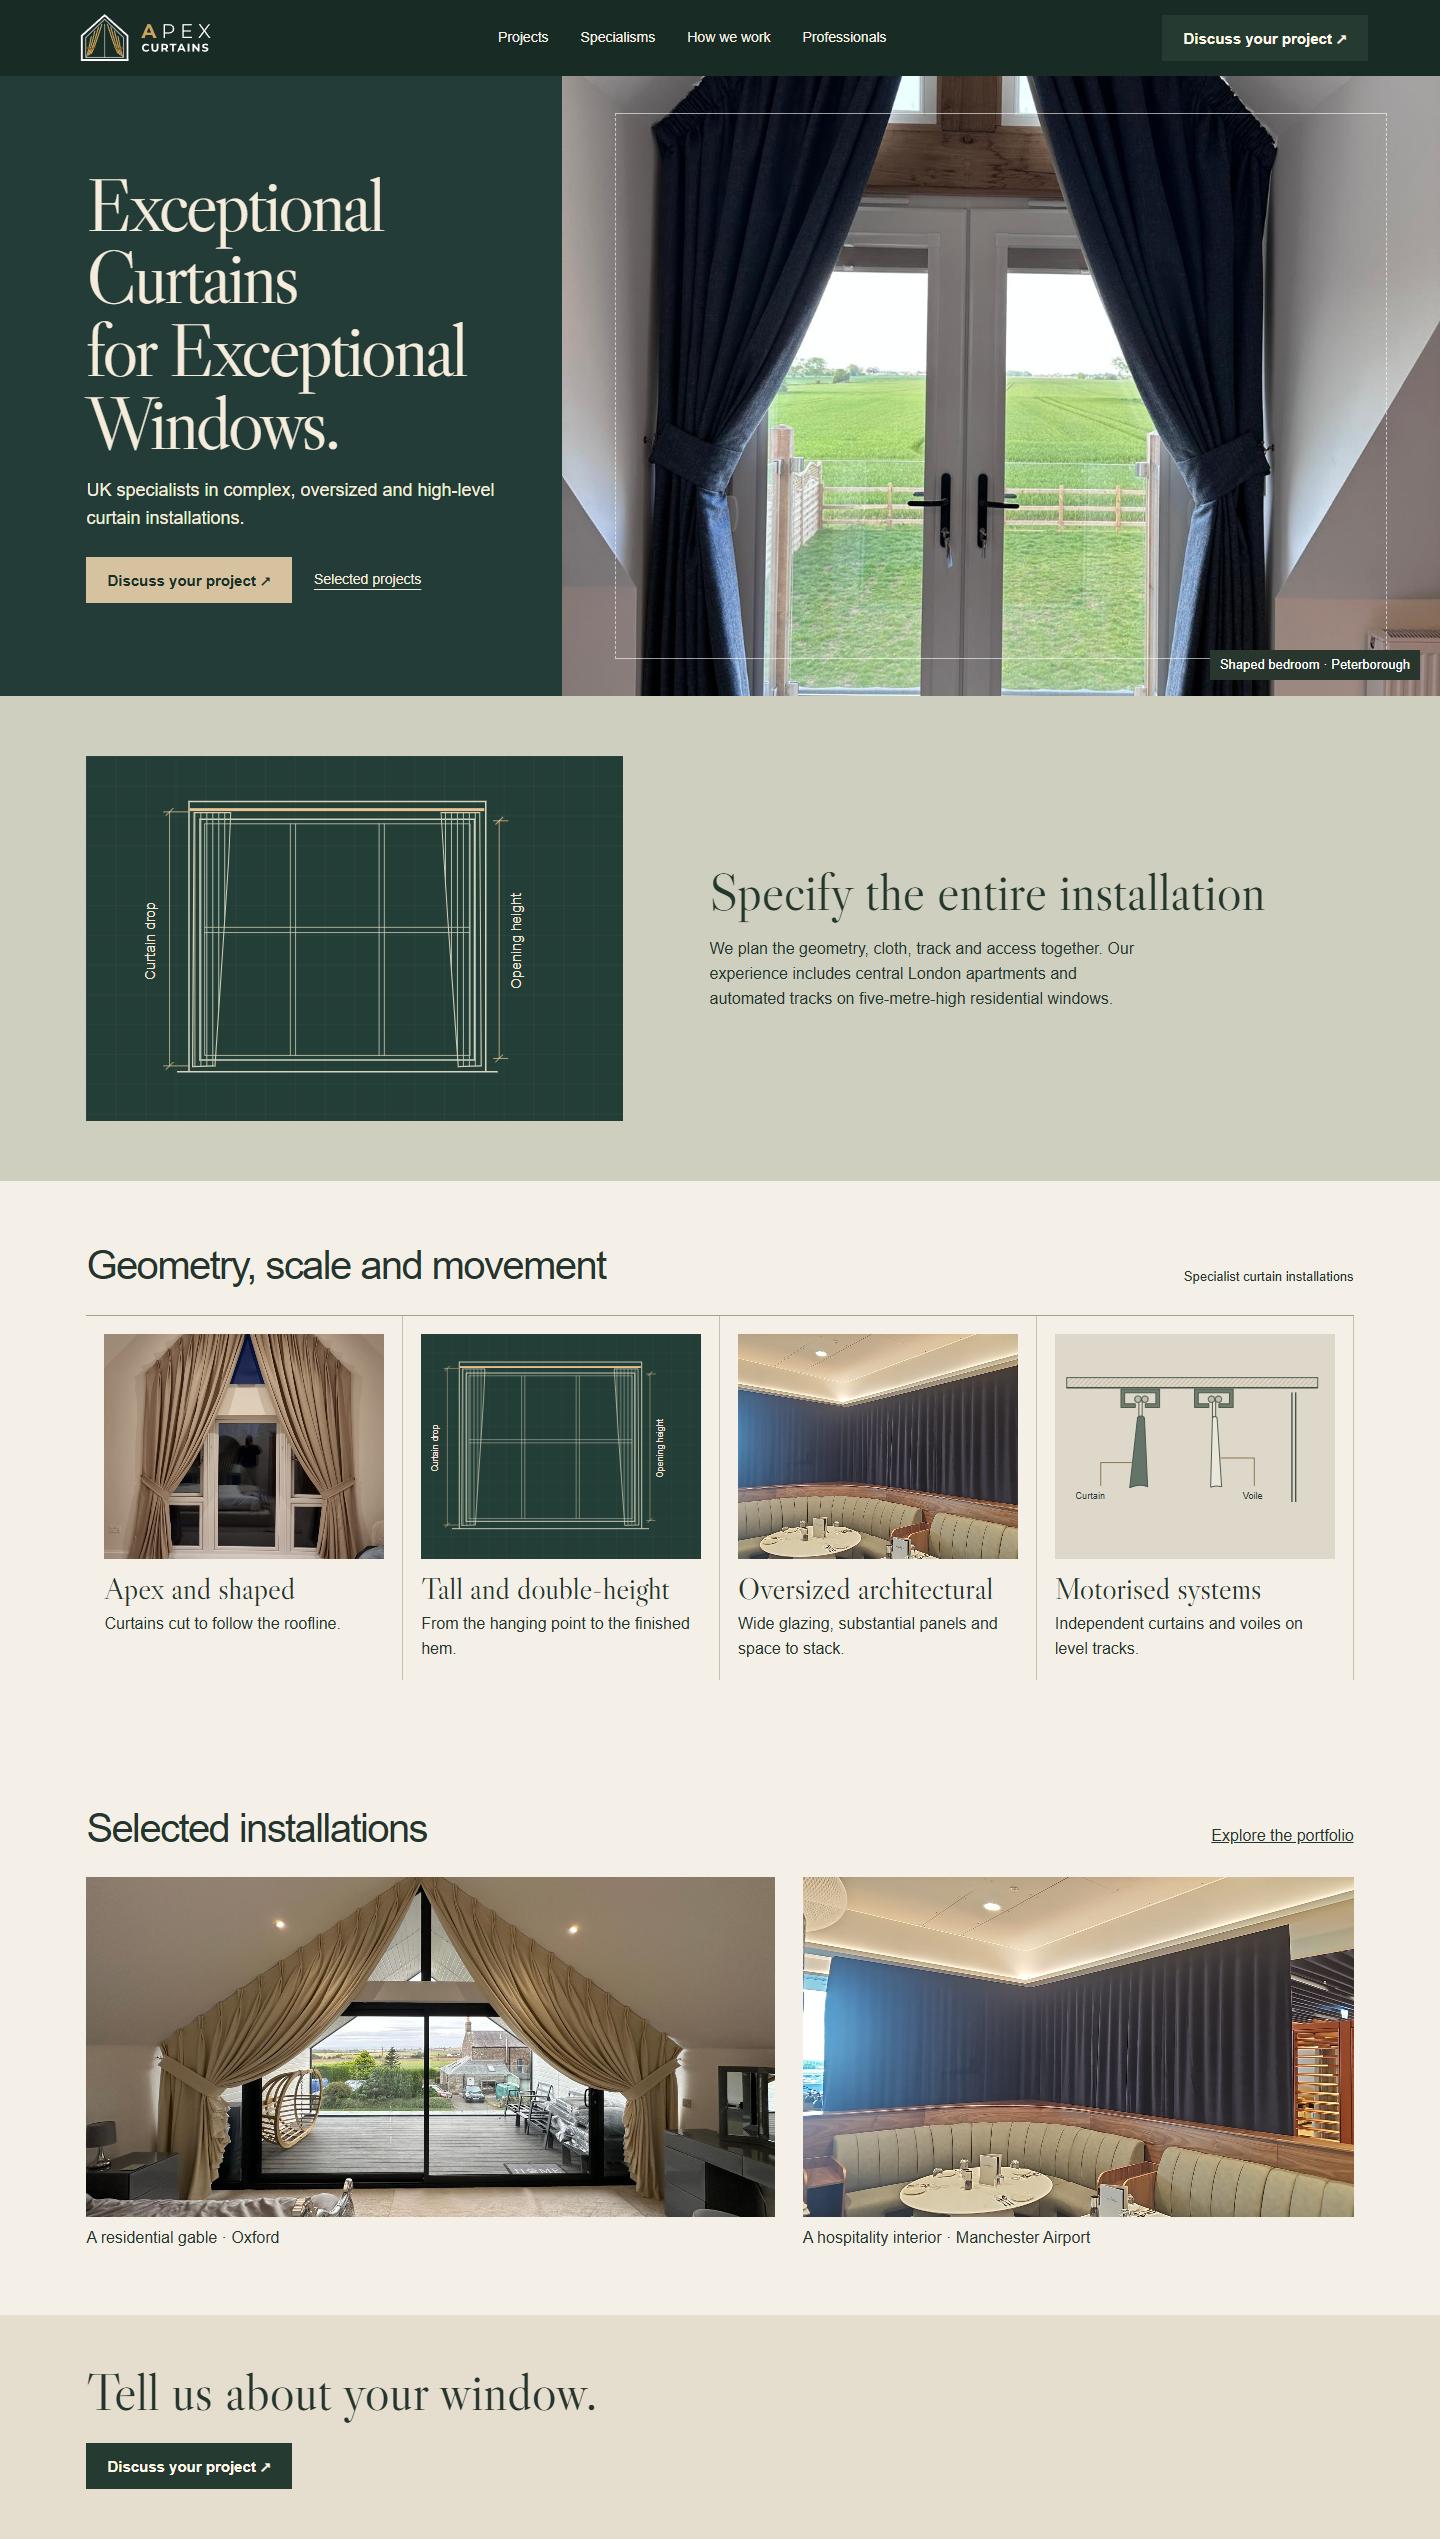 APEX
CURTAINS
Projects
Specialisms
How we work
Professionals
Discuss your project ↗
Exceptional
Curtains
for Exceptional
Windows.
UK specialists in complex, oversized and high-level
curtain installations.
Discuss your project ↗
Selected projects
Shaped bedroom · Peterborough
Curtain drop
Opening height
Specify the entire installation
We plan the geometry, cloth, track and access together. Our
experience includes central London apartments and
automated tracks on five-metre-high residential windows.
Geometry, scale and movement
Specialist curtain installations
Curtain drop
Opening height
Curtain
Voile
Apex and shaped
Curtains cut to follow the roofline.
Tall and double-height
From the hanging point to the finished
hem.
Oversized architectural
Wide glazing, substantial panels and
space to stack.
Motorised systems
Independent curtains and voiles on
level tracks.
Selected installations
Explore the portfolio
HOME
A residential gable · Oxford
A hospitality interior · Manchester Airport
Tell us about your window.
Discuss your project ↗